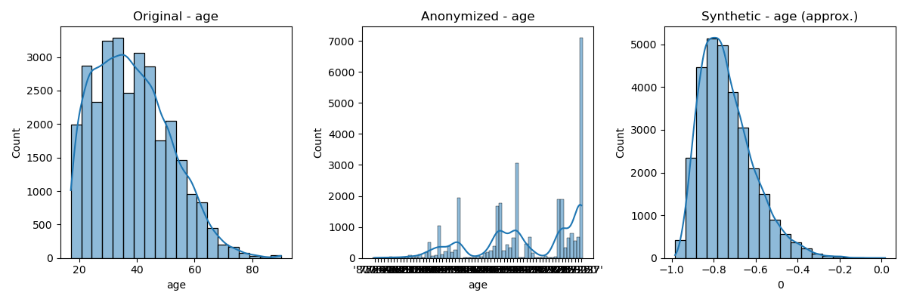 Original - age
Count
3000
2500
2000
1500
1000
500
0
20 40 60 80
age
Anonymized - age
Count
7000
6000
5000
4000
3000
2000
1000
0
age
Synthetic - age (approx.)
Count
5000
4000
3000
2000
1000
0
−1.0 −0.8 −0.6 −0.4 −0.2 0.0
0